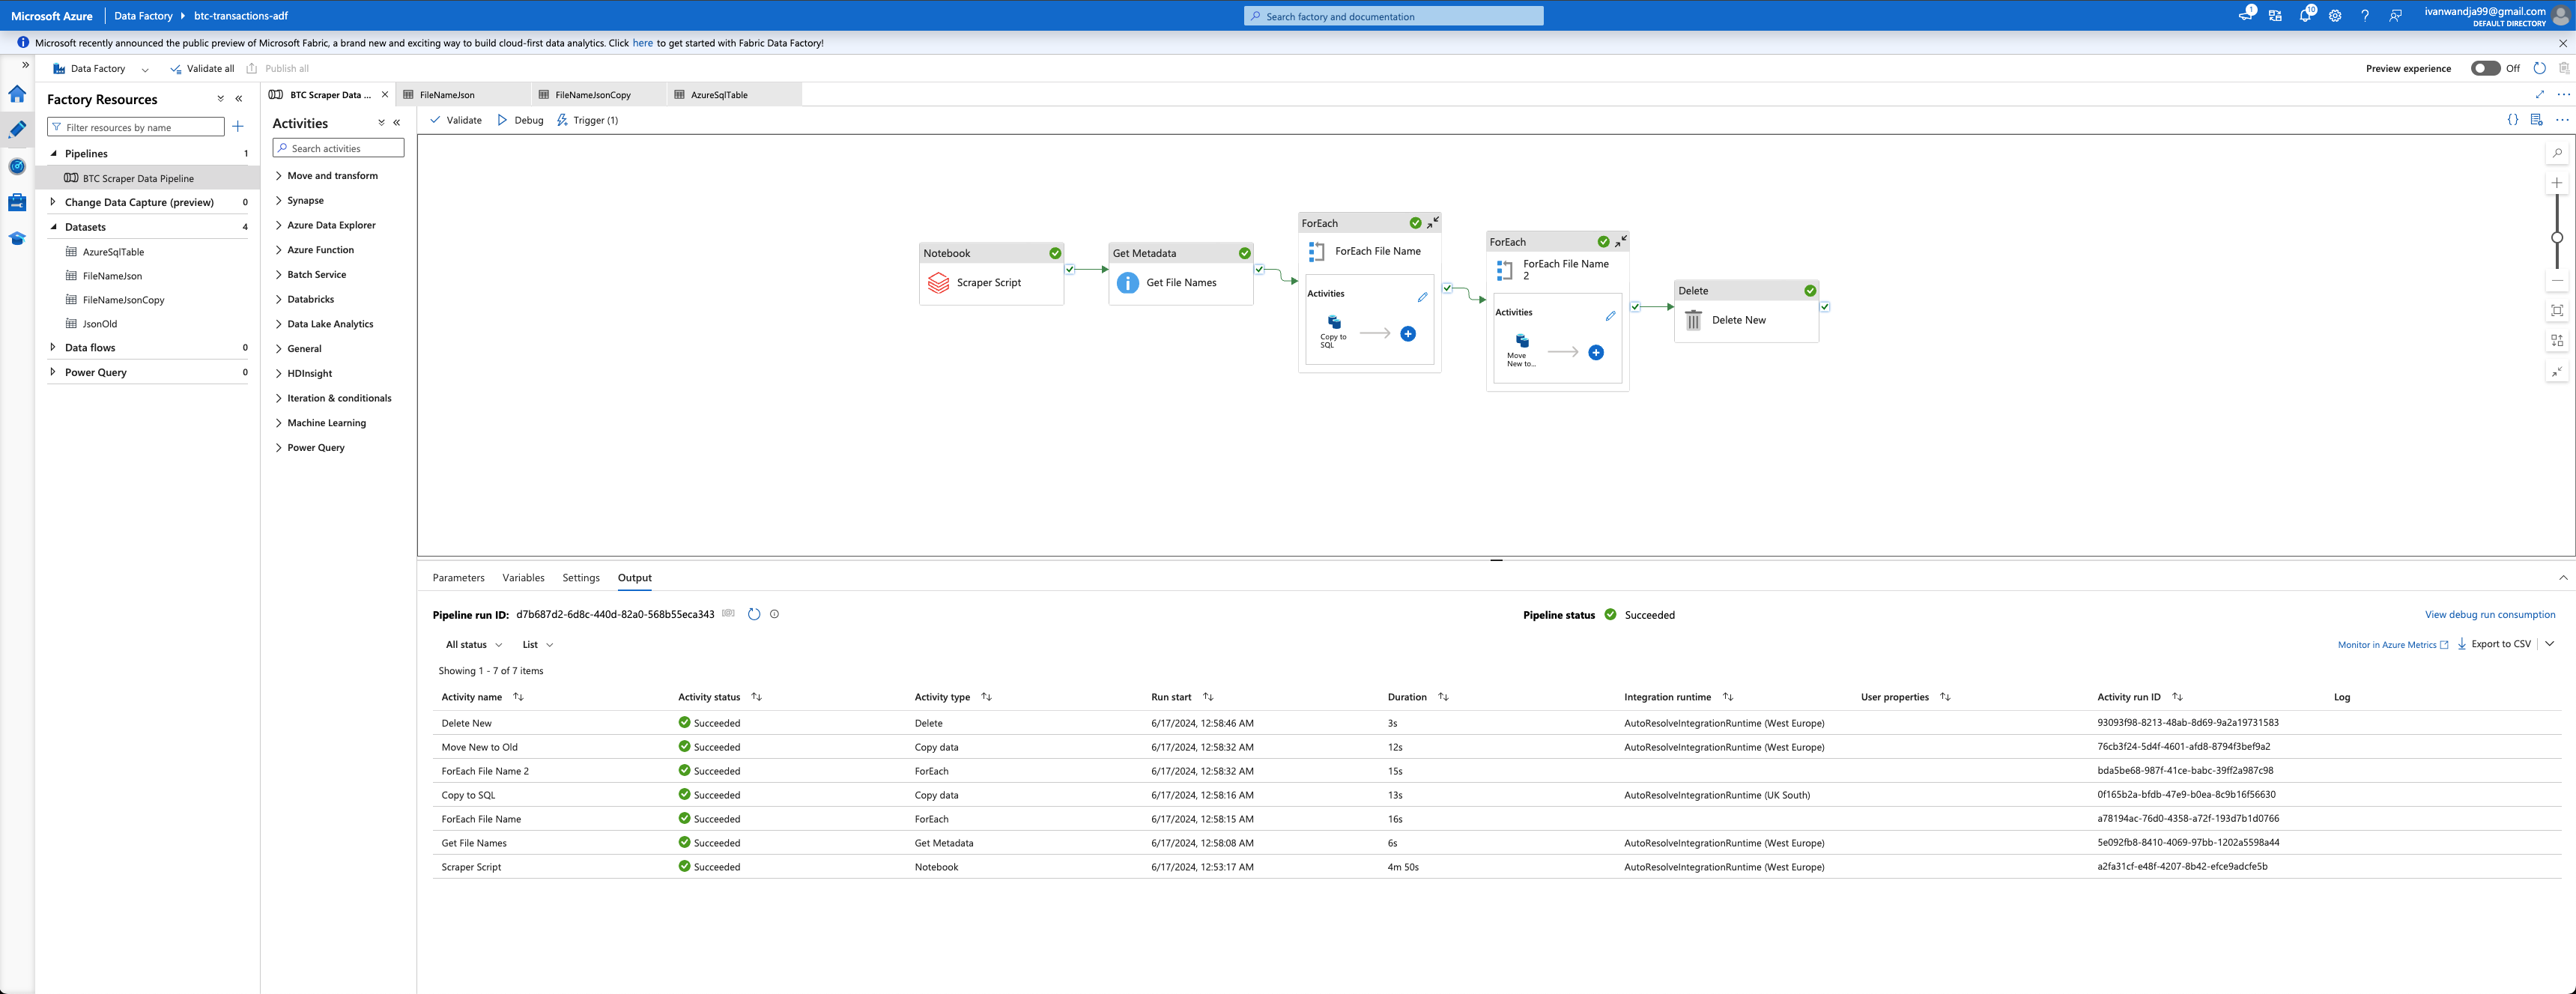 Microsoft Azure Data Factory btc-transactions-adf Search factory and documentation 1 10 ivanwandja99@gmail.com
DEFAULT DIRECTORY
Microsoft recently announced the public preview of Microsoft Fabric, a brand new and exciting way to build cloud-first data analytics. Click here to get started with Fabric Data Factory!
Data Factory Validate all Publish all Preview experience Off
Factory Resources
Filter resources by name
Pipelines 1
BTC Scraper Data Pipeline
Change Data Capture (preview) 0
Datasets 4
AzureSqlTable
FileNameJson
FileNameJsonCopy
JsonOld
Data flows 0
Power Query 0
BTC Scraper Data ... FileNameJson FileNameJsonCopy AzureSqlTable
Activities
Search activities
Move and transform
Synapse
Azure Data Explorer
Azure Function
Batch Service
Databricks
Data Lake Analytics
General
HDInsight
Iteration & conditionals
Machine Learning
Power Query
Validate Debug Trigger (1)
Notebook
Scraper Script
Get Metadata
Get File Names
ForEach
ForEach File Name
Activities
Copy to
SQL
ForEach
ForEach File Name
2
Activities
Move
New to...
Delete
Delete New
Parameters Variables Settings Output
Pipeline run ID: d7b687d2-6d8c-440d-82a0-568b55eca343 Pipeline status Succeeded View debug run consumption
All status List Monitor in Azure Metrics Export to CSV
Showing 1 - 7 of 7 items
Activity name Activity status Activity type Run start Duration Integration runtime User properties Activity run ID Log
Delete New Succeeded Delete 6/17/2024, 12:58:46 AM 3s AutoResolveIntegrationRuntime (West Europe) 93093f98-8213-48ab-8d69-9a2a19731583
Move New to Old Succeeded Copy data 6/17/2024, 12:58:32 AM 12s AutoResolveIntegrationRuntime (West Europe) 76cb3f24-5d4f-4601-afd8-8794f3bef9a2
ForEach File Name 2 Succeeded ForEach 6/17/2024, 12:58:32 AM 15s bda5be68-987f-41ce-babc-39ff2a987c98
Copy to SQL Succeeded Copy data 6/17/2024, 12:58:16 AM 13s AutoResolveIntegrationRuntime (UK South) 0f165b2a-bfdb-47e9-b0ea-8c9b16f56630
ForEach File Name Succeeded ForEach 6/17/2024, 12:58:15 AM 16s a78194ac-76d0-4358-a72f-193d7b1d0766
Get File Names Succeeded Get Metadata 6/17/2024, 12:58:08 AM 6s AutoResolveIntegrationRuntime (West Europe) 5e092fb8-8410-4069-97bb-1202a5598a44
Scraper Script Succeeded Notebook 6/17/2024, 12:53:17 AM 4m 50s AutoResolveIntegrationRuntime (West Europe) a2fa31cf-e48f-4207-8b42-efce9adcfe5b